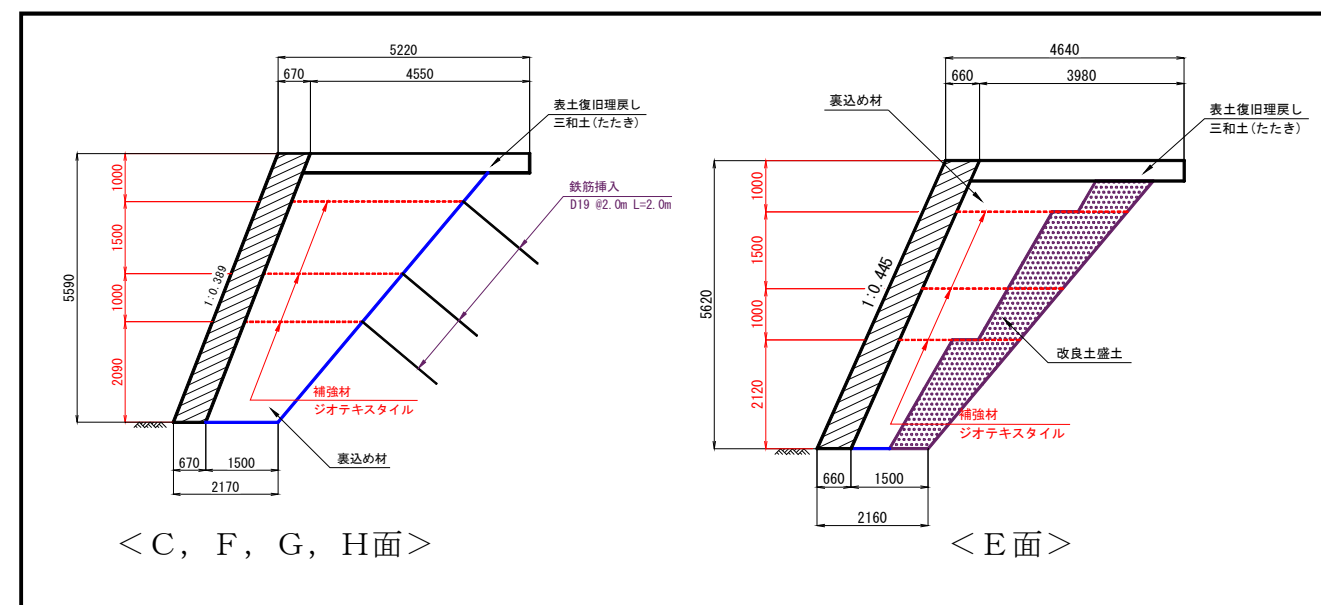 5220
670
4550
表土復旧埋戻し
三和土(たたき)
鉄筋挿入
D19 @2.0m L=2.0m
1000
1500
1000
2090
5590
1:0.389
補強材
ジオテキスタイル
裏込め材
670
1500
2170
＜C, F, G, H面＞
4640
660
3980
裏込め材
表土復旧埋戻し
三和土(たたき)
1000
1500
1000
2120
5620
1:0.445
改良土盛土
補強材
ジオテキスタイル
660
1500
2160
＜E面＞